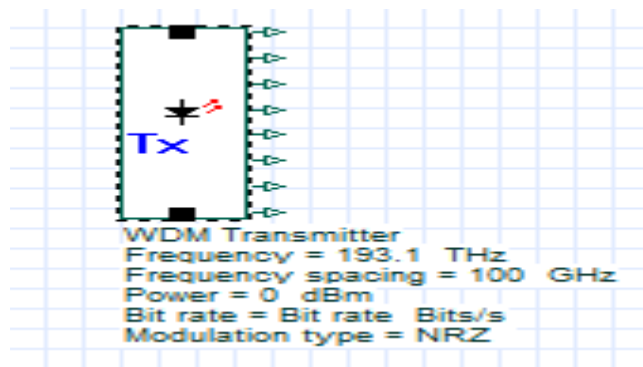 Tx
WDM Transmitter
Frequency = 193.1 THz
Frequency spacing = 100 GHz
Power = 0 dBm
Bit rate = Bit rate Bits/s
Modulation type = NRZ